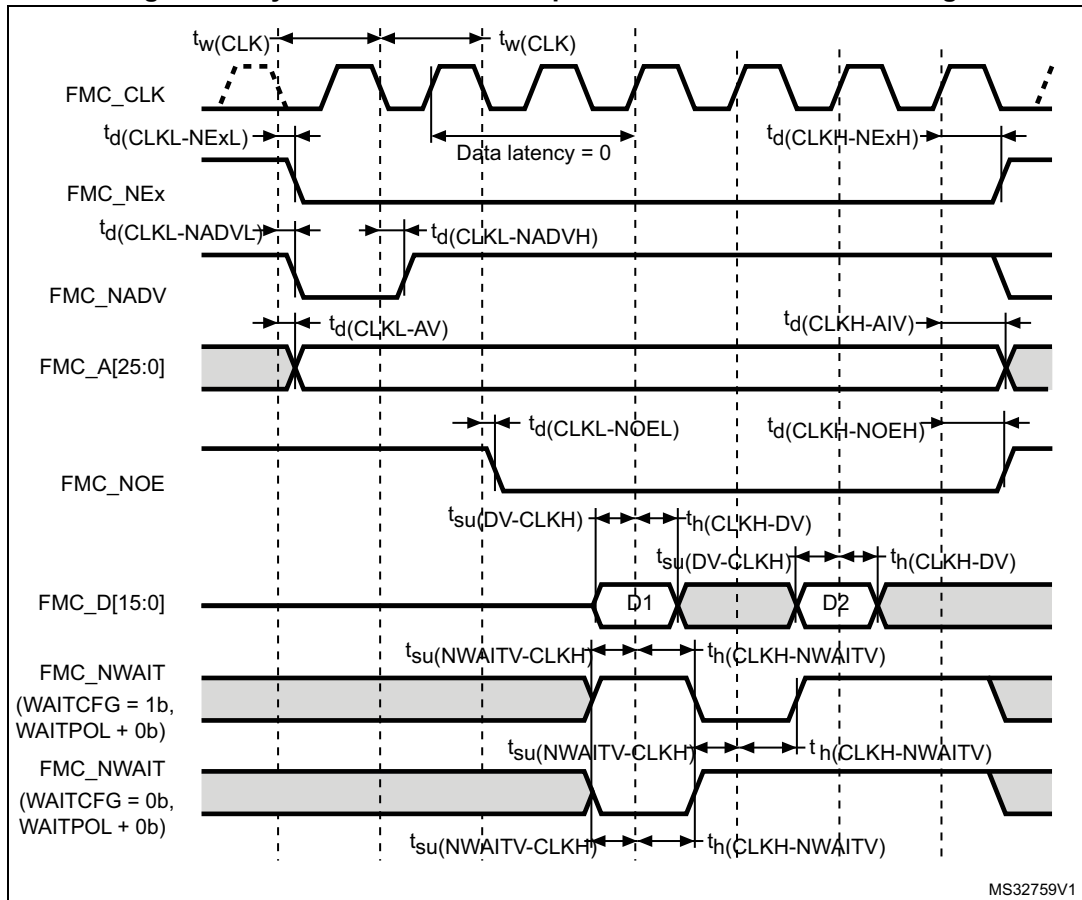 tw(CLK) tw(CLK)
FMC_CLK
td(CLKL-NExL) Data latency = 0 td(CLKH-NExH)
FMC_NEx
td(CLKL-NADVL) td(CLKL-NADVH)
FMC_NADV
td(CLKL-AV) td(CLKH-AIV)
FMC_A[25:0]
td(CLKL-NOEL) td(CLKH-NOEH)
FMC_NOE
tsu(DV-CLKH) th(CLKH-DV)
tsu(DV-CLKH) th(CLKH-DV)
FMC_D[15:0] D1 D2
tsu(NWAITV-CLKH) th(CLKH-NWAITV)
FMC_NWAIT
(WAITCFG = 1b,
WAITPOL + 0b)
tsu(NWAITV-CLKH) t h(CLKH-NWAITV)
FMC_NWAIT
(WAITCFG = 0b,
WAITPOL + 0b)
tsu(NWAITV-CLKH) th(CLKH-NWAITV)
MS32759V1